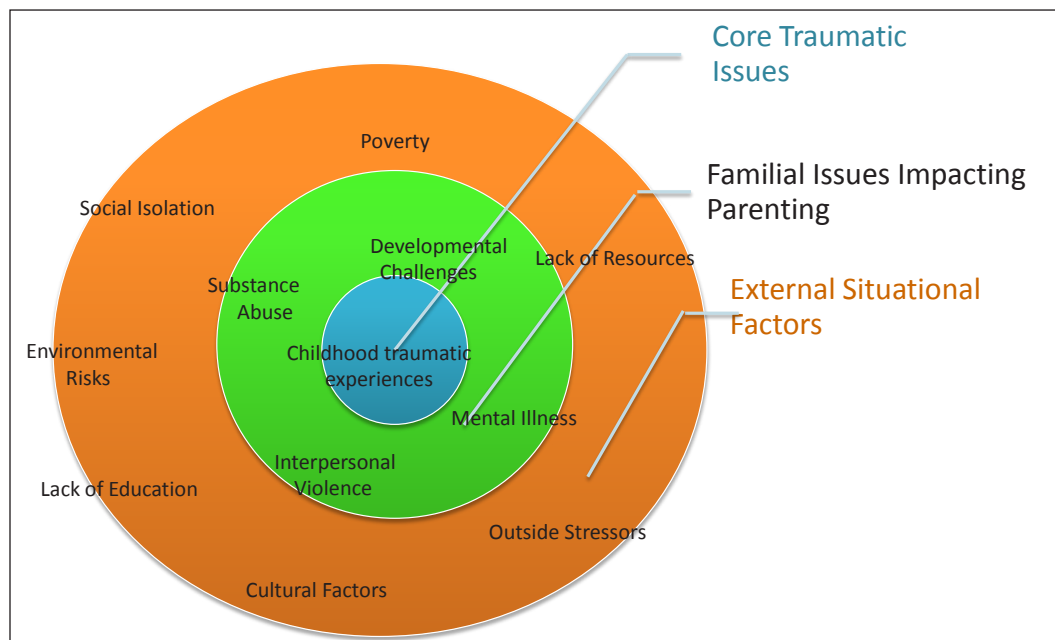 Core Traumatic
Issues
Poverty
Familial Issues Impacting
Parenting
Social Isolation
Developmental
Challenges
Lack of Resources
Substance
Abuse
External Situational
Factors
Environmental
Risks
Childhood traumatic
experiences
Mental Illness
Interpersonal
Violence
Lack of Education
Outside Stressors
Cultural Factors